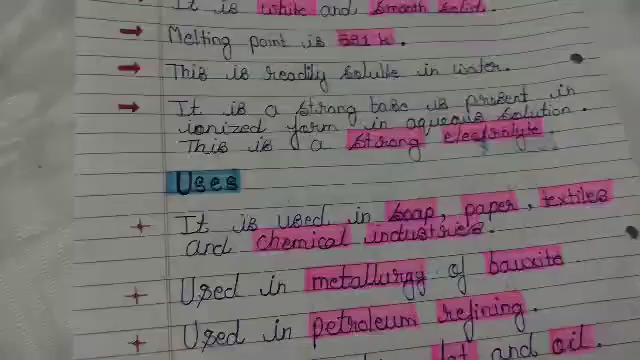 It is white and smooth solid.
→ Melting point is 591 K.
→ This is readily soluble in water.
→ It is a strong base is present in
ionized form in aqueous solution.
This is a strong electrolyte.
Uses
+ It is used in soap, paper, textiles
and chemical industries.
+ Used in metallurgy of bauxite
+ Used in petroleum refining.
and oil.